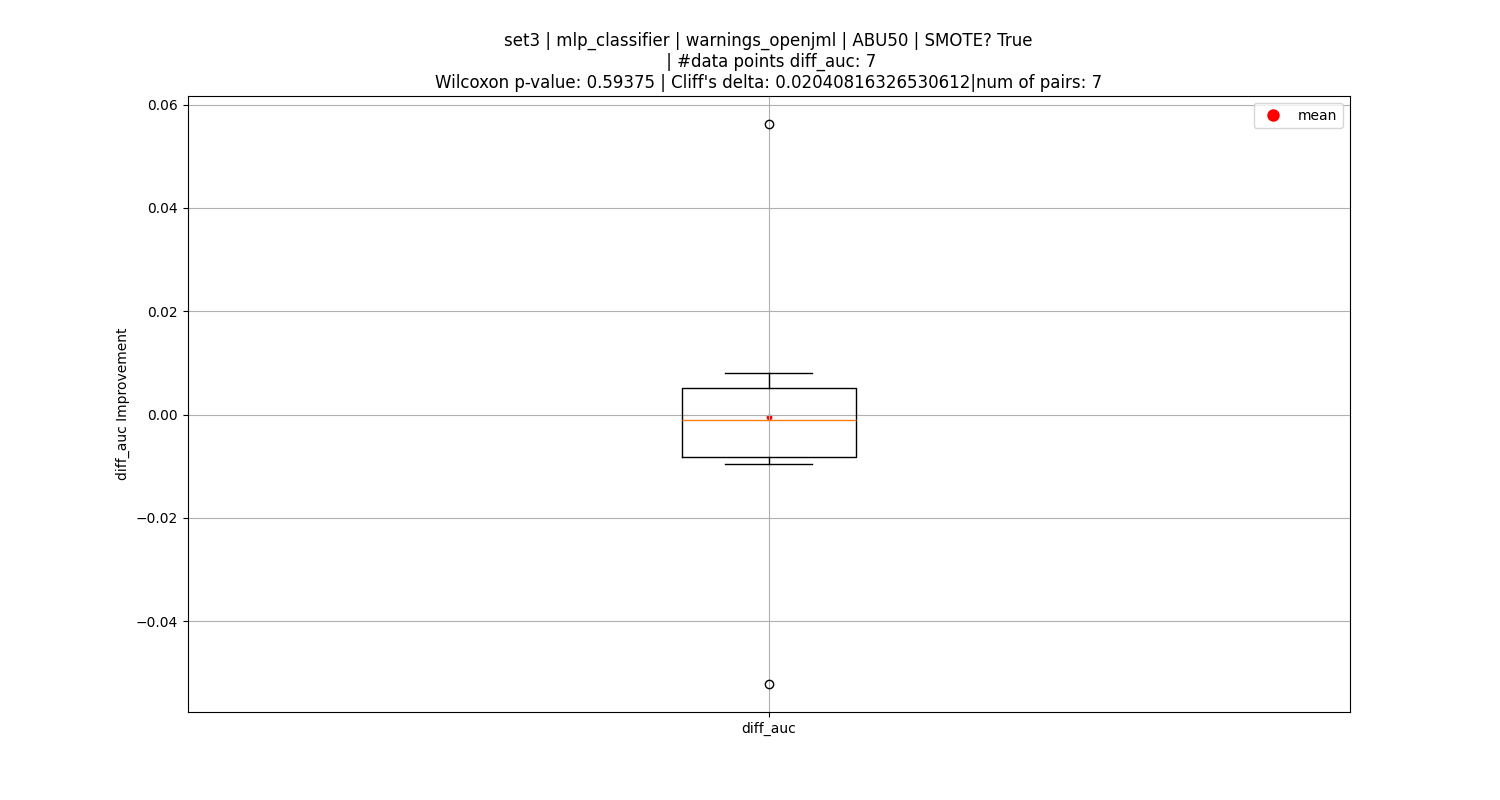 set3 | mlp_classifier | warnings_openjml | ABU50 | SMOTE? True
| #data points diff_auc: 7
Wilcoxon p-value: 0.59375 | Cliff's delta: 0.02040816326530612|num of pairs: 7
mean
0.06
0.04
0.02
0.00
−0.02
−0.04
diff_auc Improvement
diff_auc